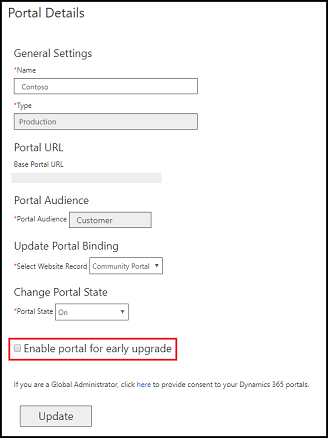 Portal Details
General Settings
*Name
Contoso
*Type
Production
Portal URL
Base Portal URL
Portal Audience
*Portal Audience Customer
Update Portal Binding
*Select Website Record Community Portal
Change Portal State
*Portal State On
Enable portal for early upgrade
If you are a Global Administrator, click here to provide consent to your Dynamics 365 portals.
Update